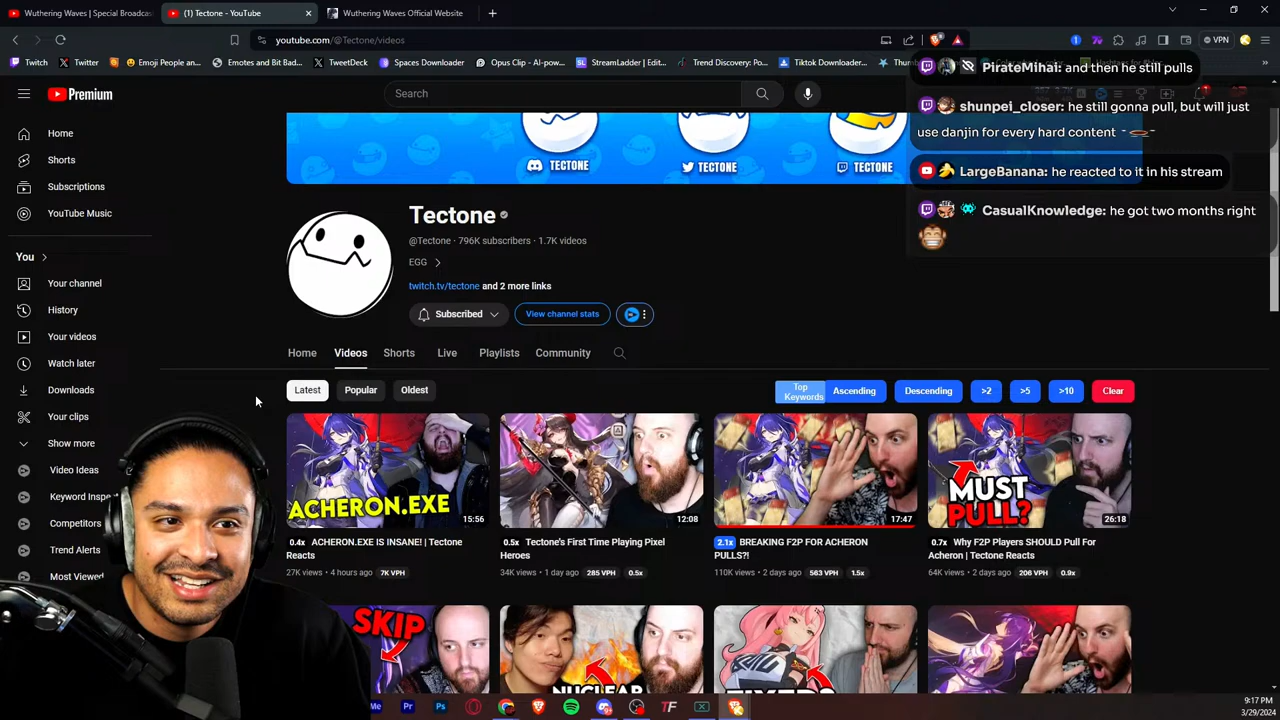 Wuthering Waves | Special Broadcas
(1) Tectone - YouTube
Wuthering Waves Official Website
youtube.com/@Tectone/videos
VPN
Twitch
Twitter
Emoji People an...
Emotes and Bit Bad...
TweetDeck
Spaces Downloader
Opus Clip - AI-pow...
StreamLadder | Edit...
Trend Discovery: Po...
Tiktok Downloader...
PirateMihai: and then he still pulls
shunpei_closer: he still gonna pull, but will just
use danjin for every hard content
LargeBanana: he reacted to it in his stream
CasualKnowledge: he got two months right
Premium
Search
Home
Shorts
Subscriptions
YouTube Music
You
Your channel
History
Your videos
Watch later
Downloads
Your clips
Show more
Video Ideas
Keyword Inspe
Competitors
Trend Alerts
Most Viewed
TECTONE
TECTONE
TECTONE
Tectone
@Tectone · 796K subscribers · 1.7K videos
EGG
twitch.tv/tectone and 2 more links
Subscribed
View channel stats
Home
Videos
Shorts
Live
Playlists
Community
Latest
Popular
Oldest
Top
Keywords
Ascending
Descending
>2
>5
>10
Clear
ACHERON.EXE
15:56
12:08
17:47
MUST
PULL?
26:18
0.4x ACHERON.EXE IS INSANE! | Tectone
Reacts
27K views · 4 hours ago 7K VPH
0.5x Tectone's First Time Playing Pixel
Heroes
34K views · 1 day ago 285 VPH 0.5x
2.1x BREAKING F2P FOR ACHERON
PULLS?!
110K views · 2 days ago 563 VPH 1.5x
0.7x Why F2P Players SHOULD Pull For
Acheron | Tectone Reacts
64K views · 2 days ago 206 VPH 0.9x
SKIP
NUCLEAR
9:17 PM
3/29/2024